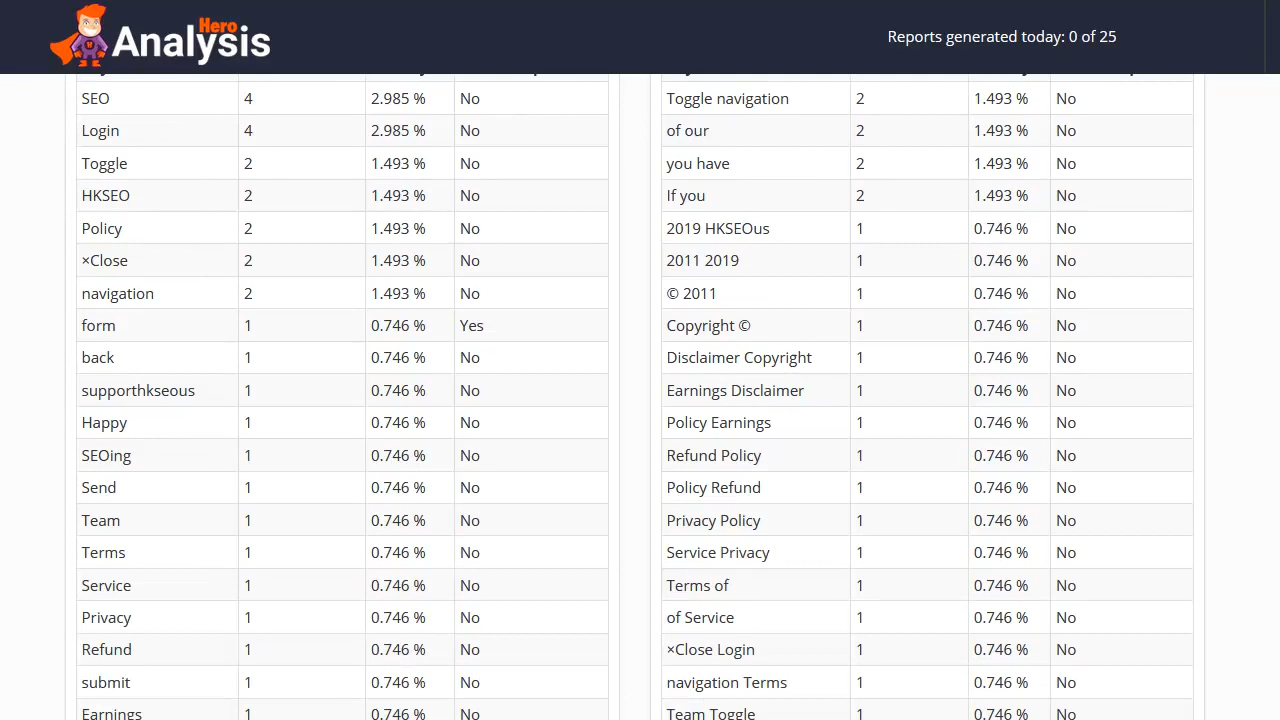 Hero
Analysis
Reports generated today: 0 of 25
SEO 4 2.985 % No
Login 4 2.985 % No
Toggle 2 1.493 % No
HKSEO 2 1.493 % No
Policy 2 1.493 % No
×Close 2 1.493 % No
navigation 2 1.493 % No
form 1 0.746 % Yes
back 1 0.746 % No
supporthkseous 1 0.746 % No
Happy 1 0.746 % No
SEOing 1 0.746 % No
Send 1 0.746 % No
Team 1 0.746 % No
Terms 1 0.746 % No
Service 1 0.746 % No
Privacy 1 0.746 % No
Refund 1 0.746 % No
submit 1 0.746 % No
Earnings 1 0.746 % No
Toggle navigation 2 1.493 % No
of our 2 1.493 % No
you have 2 1.493 % No
If you 2 1.493 % No
2019 HKSEOus 1 0.746 % No
2011 2019 1 0.746 % No
© 2011 1 0.746 % No
Copyright © 1 0.746 % No
Disclaimer Copyright 1 0.746 % No
Earnings Disclaimer 1 0.746 % No
Policy Earnings 1 0.746 % No
Refund Policy 1 0.746 % No
Policy Refund 1 0.746 % No
Privacy Policy 1 0.746 % No
Service Privacy 1 0.746 % No
Terms of 1 0.746 % No
of Service 1 0.746 % No
×Close Login 1 0.746 % No
navigation Terms 1 0.746 % No
Team Toggle 1 0.746 % No